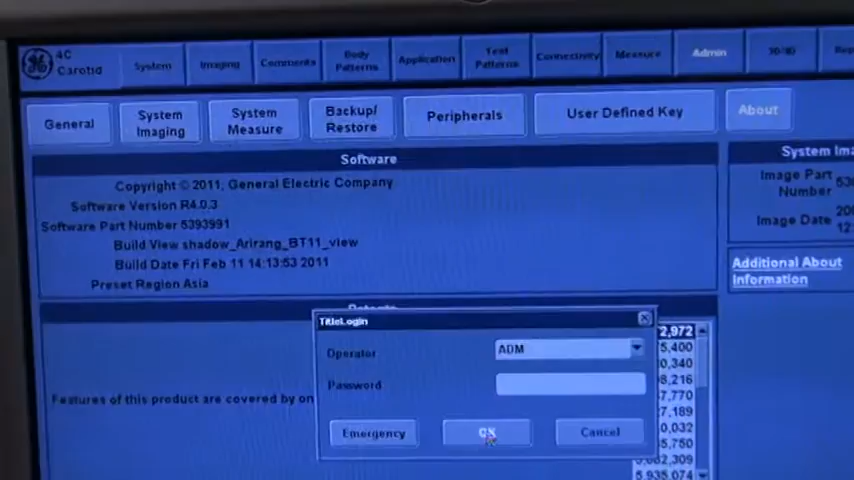 4C
Carotid
System
Imaging
Comments
Body
Patterns
Application
Text
Patterns
Connectivity
Measure
Admin
General
System
Imaging
System
Measure
Backup/
Restore
Peripherals
User Defined Key
About
Software
Copyright © 2011, General Electric Company
Software Version R4.0.3
Software Part Number 5393991
Build View shadow_Arirang_BT11_view
Build Date Fri Feb 11 14:13:53 2011
Preset Region Asia
System Ima
Image Part
Number
Image Date
Additional About
Information
Patents
Features of this product are covered by on
TitleLogin
Operator
ADM
Password
Emergency
OK
Cancel
2,972
5,400
0,340
8,216
7,770
7,189
0,032
5,750
5,935,074